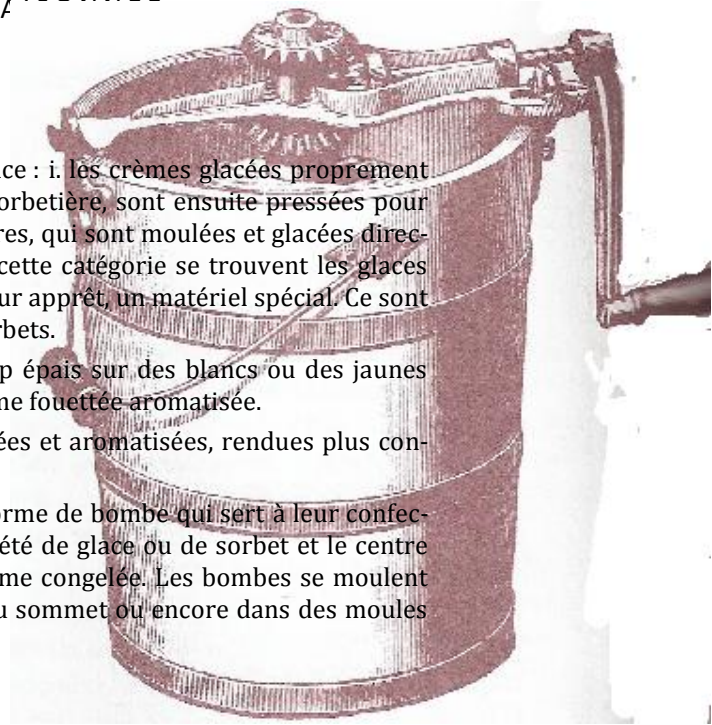 ce : i. les crèmes glacées proprement
orbetière, sont ensuite pressées pour
res, qui sont moulées et glacées direc-
cette catégorie se trouvent les glaces
ur apprêt, un matériel spécial. Ce sont
rbets.
p épais sur des blancs ou des jaunes
me fouettée aromatisée.
ées et aromatisées, rendues plus con-
orme de bombe qui sert à leur confec-
été de glace ou de sorbet et le centre
me congelée. Les bombes se moulent
u sommet ou encore dans des moules